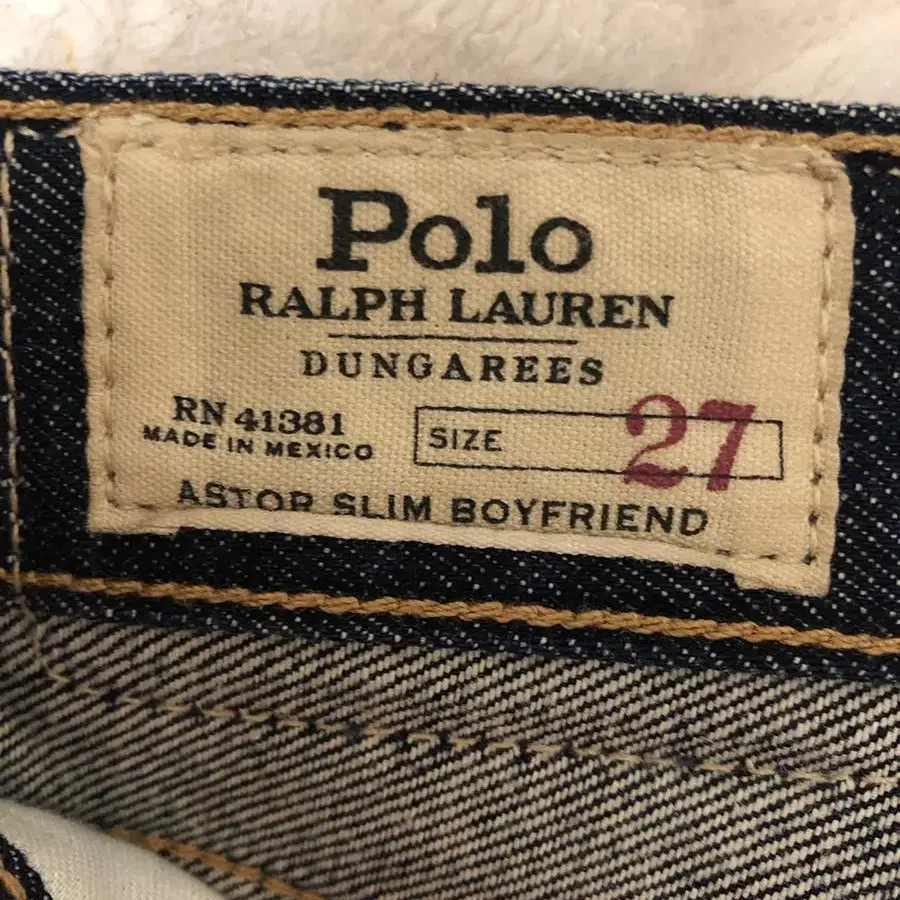 Polo
RALPH LAUREN
DUNGAREES
RN 41381
MADE IN MEXICO
SIZE 27
ASTOR SLIM BOYFRIEND